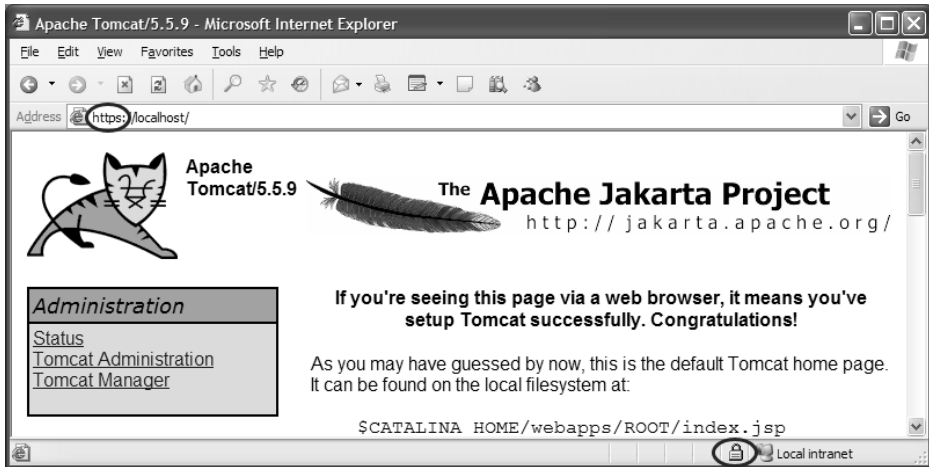 Apache Tomcat/5.5.9 - Microsoft Internet Explorer
File Edit View Favorites Tools Help
Address https://localhost/ Go
Apache
Tomcat/5.5.9
The Apache Jakarta Project
http://jakarta.apache.org/
Administration
Status
Tomcat Administration
Tomcat Manager
If you're seeing this page via a web browser, it means you've
setup Tomcat successfully. Congratulations!
As you may have guessed by now, this is the default Tomcat home page.
It can be found on the local filesystem at:
$CATALINA HOME/webapps/ROOT/index.jsp
Local intranet